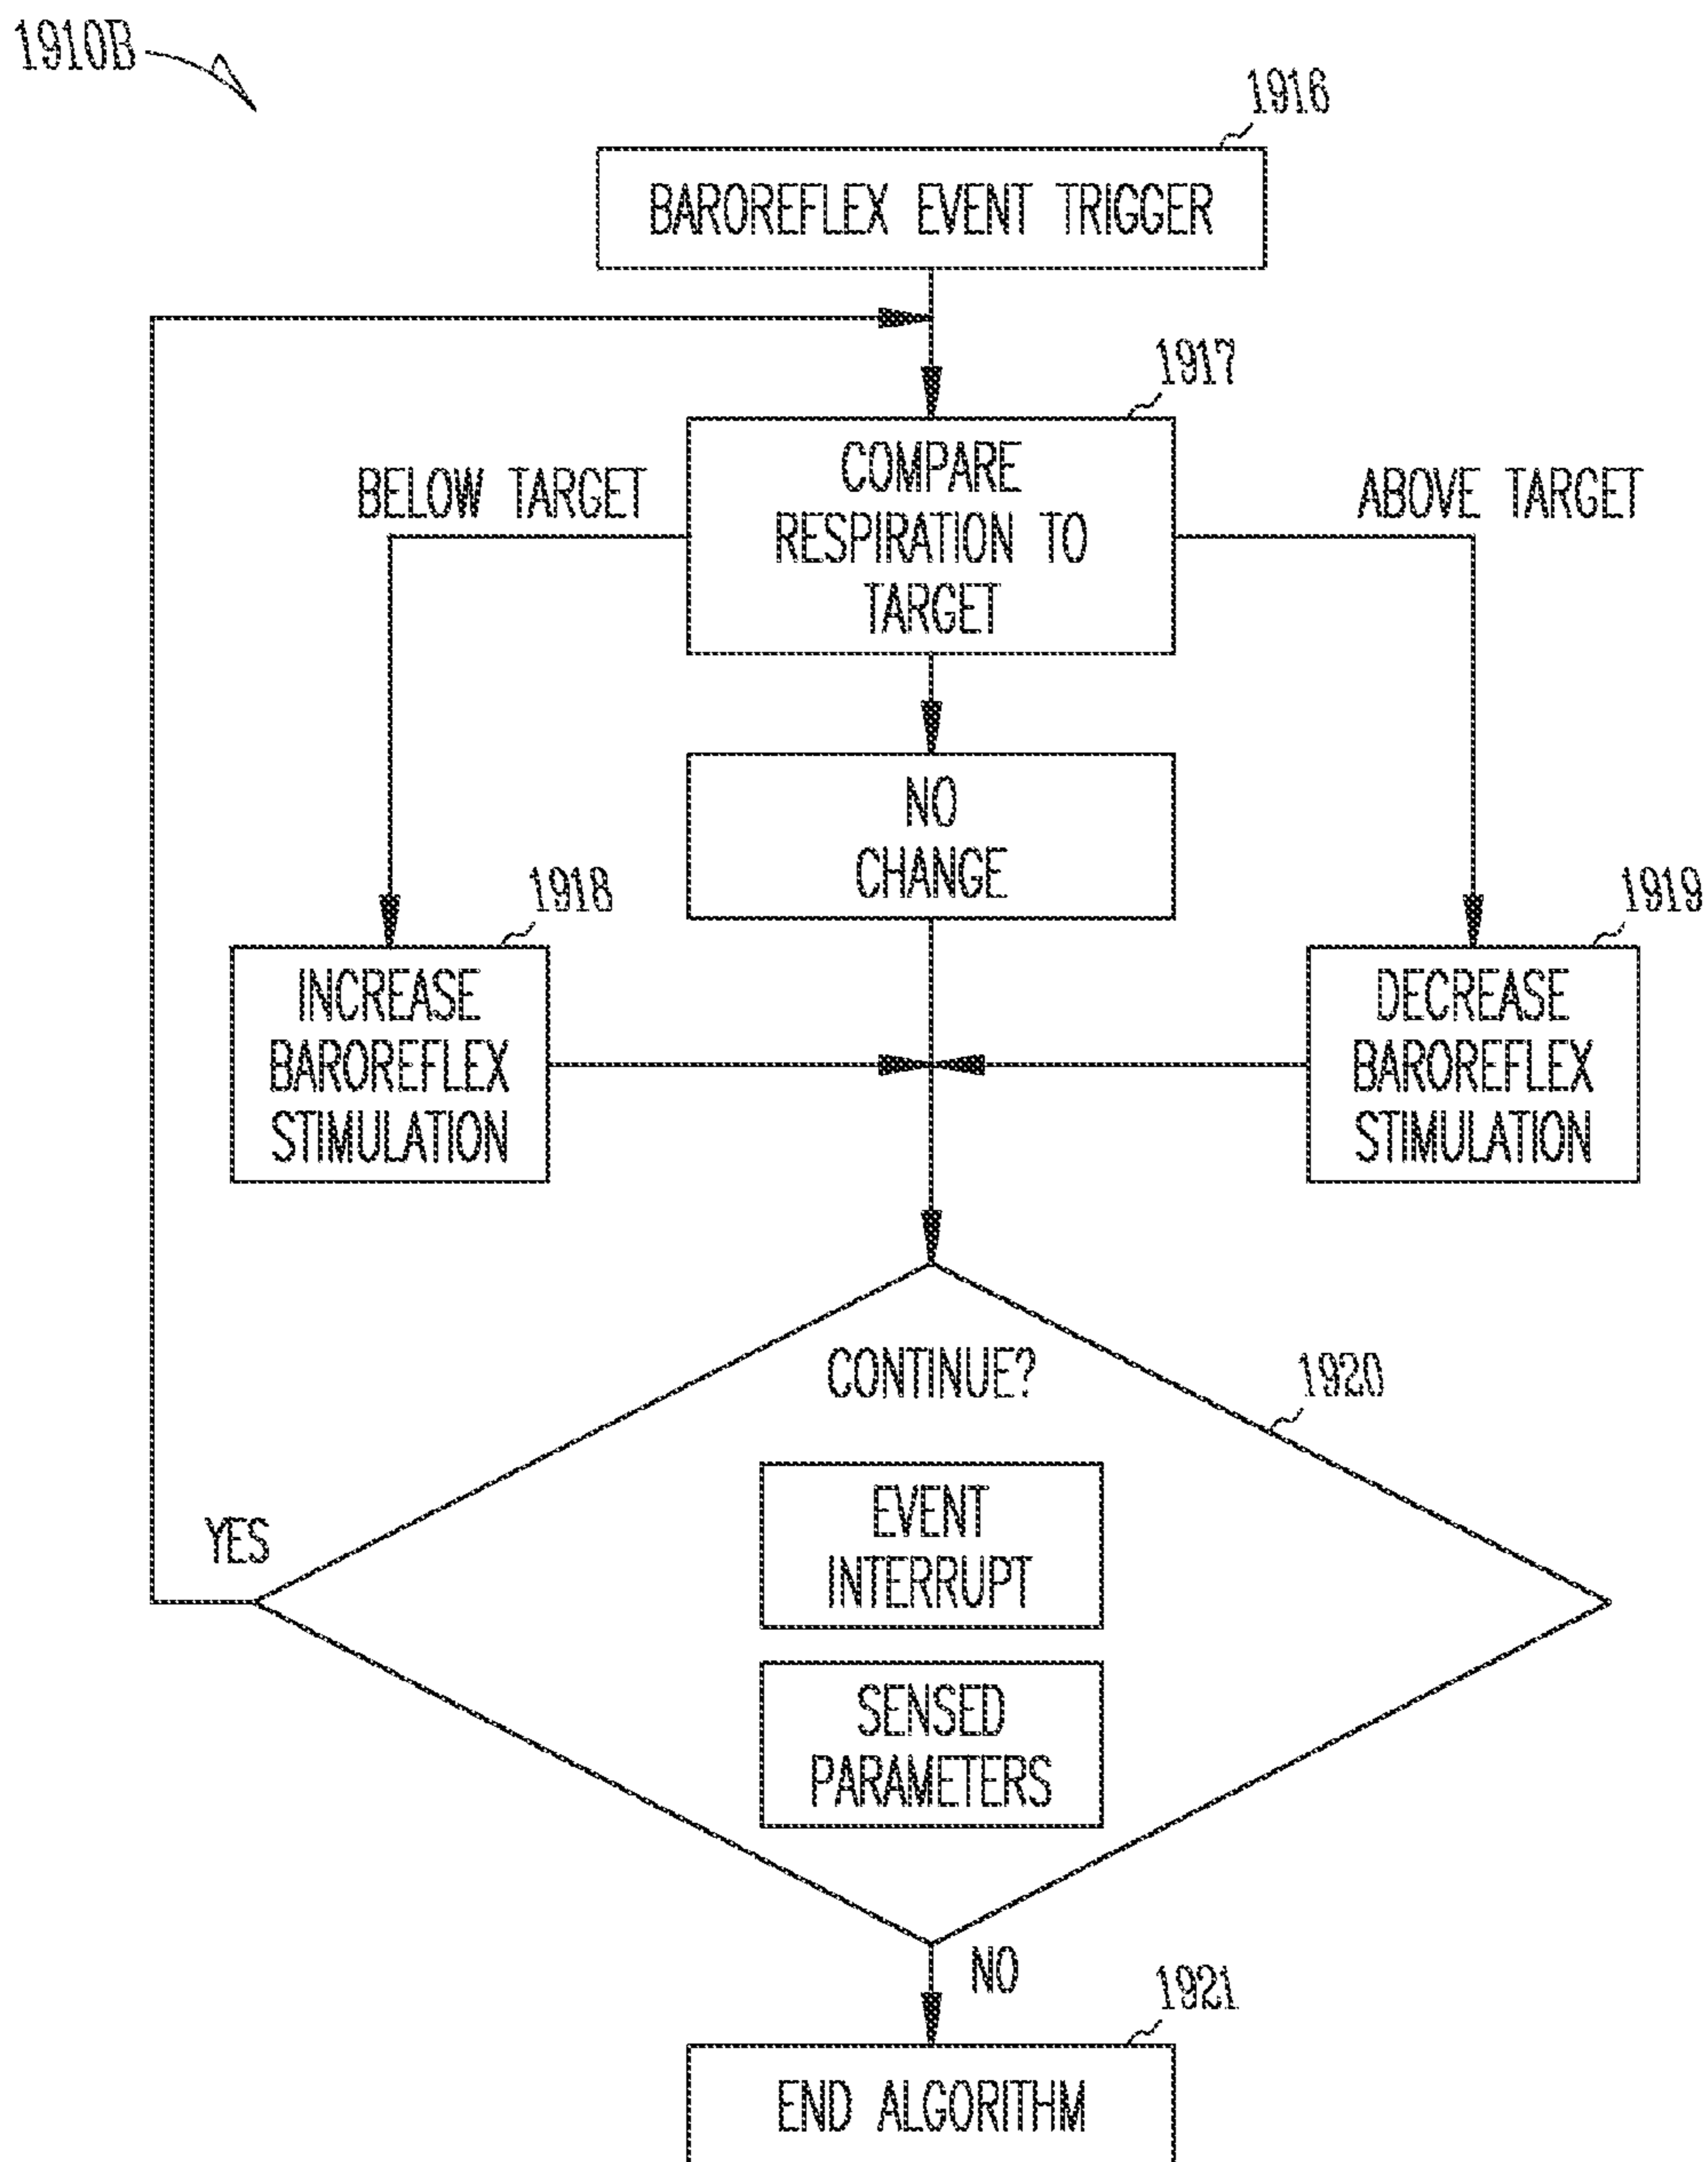 1910B
1916
BAROREFLEX EVENT TRIGGER
1917
COMPARE
RESPIRATION TO
TARGET
BELOW TARGET
ABOVE TARGET
NO
CHANGE
1918
INCREASE
BAROREFLEX
STIMULATION
1919
DECREASE
BAROREFLEX
STIMULATION
CONTINUE?
1920
EVENT
INTERRUPT
YES
SENSED
PARAMETERS
NO
1921
END ALGORITHM